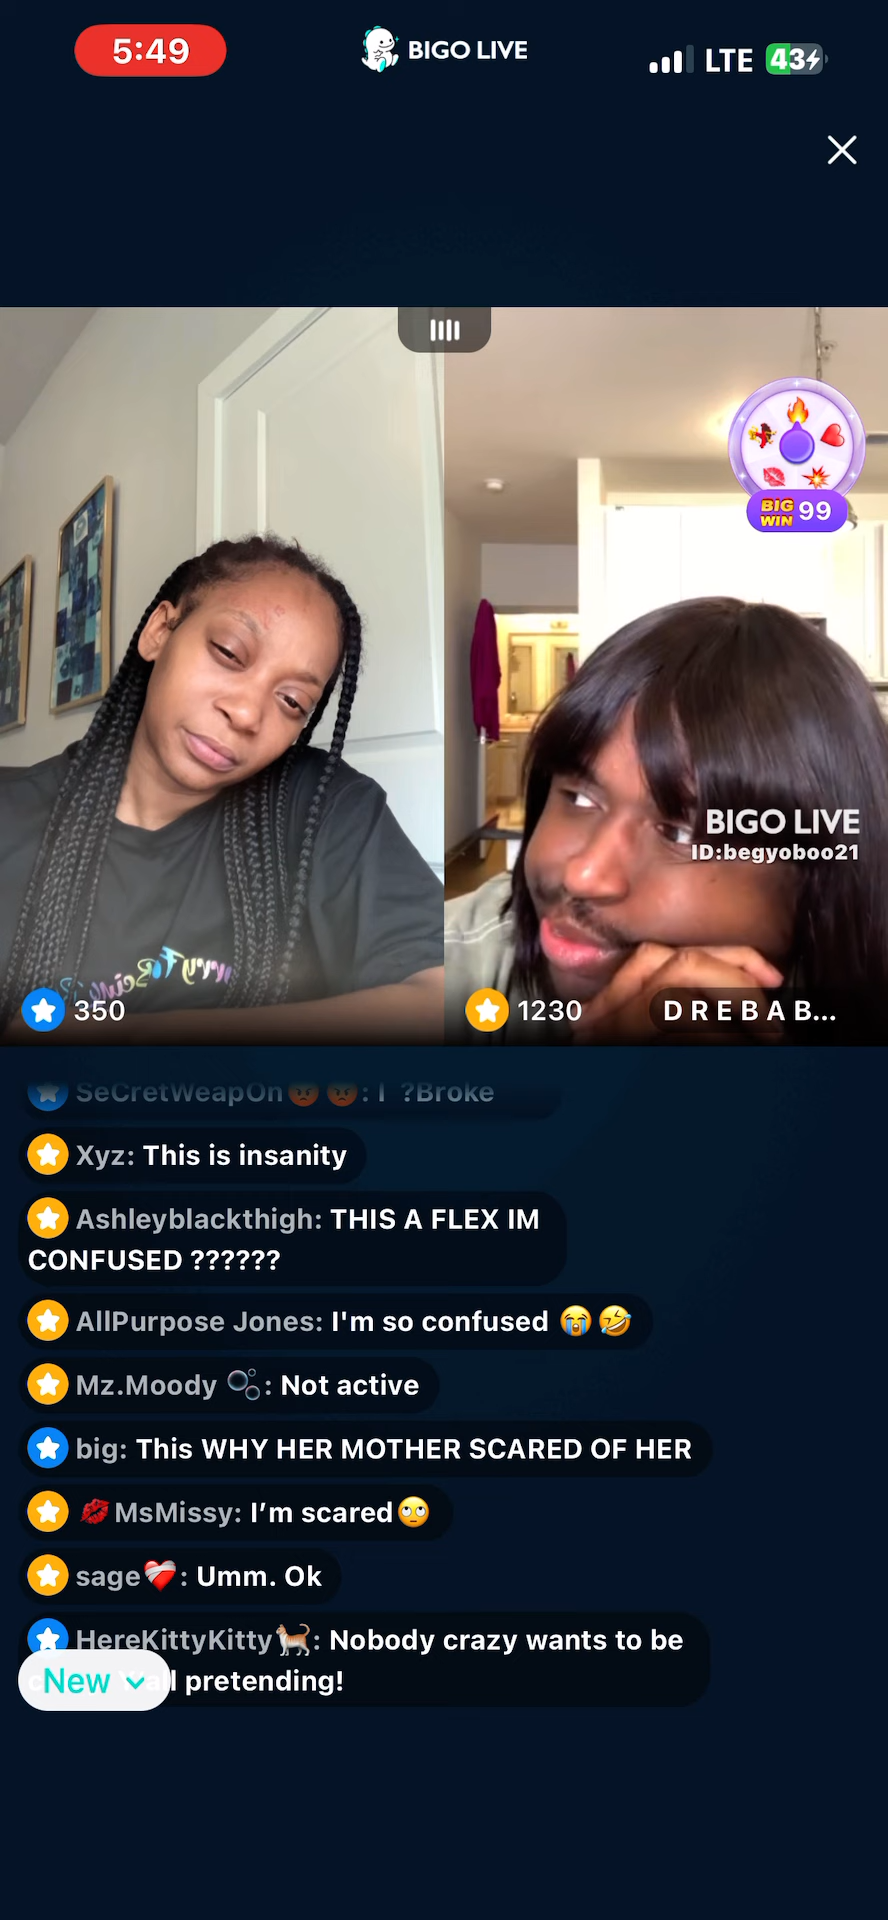 5:49
BIGO LIVE
LTE
43
BIG
WIN
99
BIGO LIVE
ID:begyoboo21
350
1230
D R E B A B...
SeCretWeapOn😡😡: I ?Broke
Xyz: This is insanity
Ashleyblackthigh: THIS A FLEX IM
CONFUSED ??????
AllPurpose Jones: I'm so confused 😭🤣
Mz.Moody 🫧: Not active
big: This WHY HER MOTHER SCARED OF HER
💋MsMissy: I’m scared🙄
sage❤️‍🩹: Umm. Ok
HereKittyKitty🐈: Nobody crazy wants to be
pretending!
New